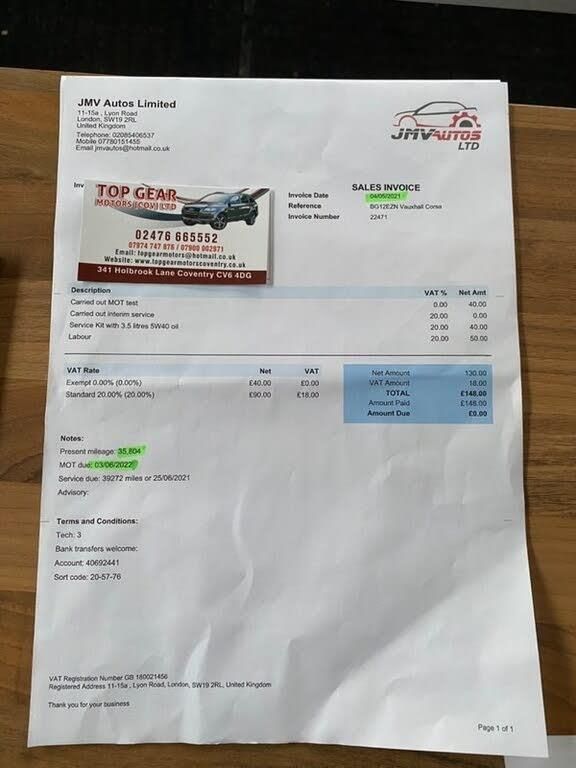 JMV Autos Limited
11-15a , Lyon Road
London, SW19 2RL
United Kingdom
Telephone: 02085406537
Mobile 07780151455
Email jmvautos@hotmail.co.uk
JMVAUTOS
LTD
Inv
TOP GEAR
MOTORS (COV) LTD
02476 665552
07974 747 876 / 07900 002971
Email: topgearmotors@hotmail.co.uk
Website: www.topgearmotorscoventry.co.uk
341 Holbrook Lane Coventry CV6 4DG
SALES INVOICE
Invoice Date 04/05/2021
Reference BG12EZN Vauxhall Corsa
Invoice Number 22471
Description VAT % Net Amt
Carried out MOT test 0.00 40.00
Carried out interim service 20.00 0.00
Service Kit with 3.5 litres 5W40 oil 20.00 40.00
Labour 20.00 50.00
VAT Rate Net VAT
Exempt 0.00% (0.00%) £40.00 £0.00
Standard 20.00% (20.00%) £90.00 £18.00
Net Amount 130.00
VAT Amount 18.00
TOTAL £148.00
Amount Paid £148.00
Amount Due £0.00
Notes:
Present mileage: 35,804
MOT due: 03/06/2022
Service due: 39272 miles or 25/06/2021
Advisory:
Terms and Conditions:
Tech: 3
Bank transfers welcome:
Account: 40692441
Sort code: 20-57-76
VAT Registration Number GB 180021456
Registered Address 11-15a , Lyon Road, London, SW19 2RL, United Kingdom
Thank you for your business
Page 1 of 1